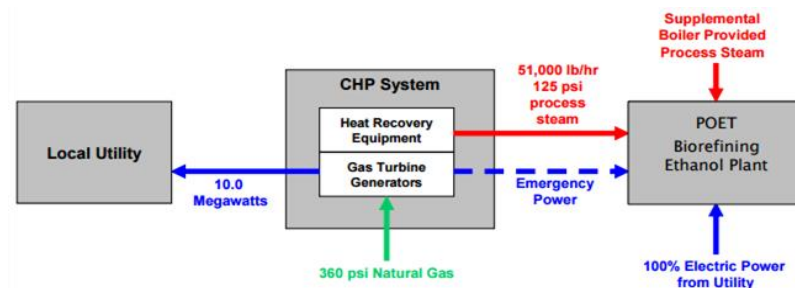 Supplemental
Boiler Provided
Process Steam
51,000 lb/hr
125 psi
process
steam
CHP System
Heat Recovery
Equipment
Gas Turbine
Generators
Local Utility
10.0
Megawatts
Emergency
Power
POET
Biorefining
Ethanol Plant
360 psi Natural Gas
100% Electric Power
from Utility